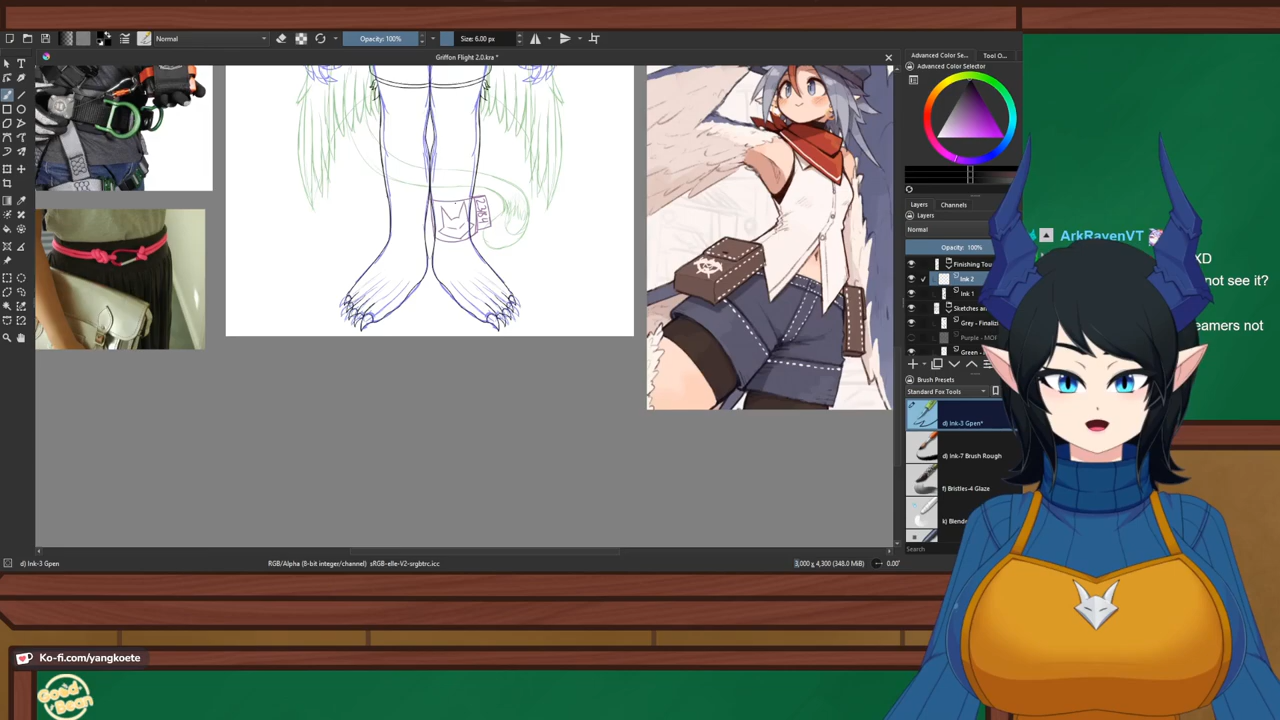 Normal
Opacity: 100%
Size: 6.00 px
Griffon Flight 2.0.kra *
Advanced Color Se...
Tool O...
Advanced Color Selector
ArkRavenVT
XD
not see it?
eamers not
Layers
Channels
Layers
Normal
Opacity: 100%
Finishing Tou
Ink 2
Ink 1
Sketches an
Grey - Finaliz
Purple - MO
Green -
Brush Presets
Standard Fox Tools
d) Ink-3 Gpen*
d) Ink-7 Brush Rough
f) Bristles-4 Glaze
k) Blende
Search
d) Ink-3 Gpen
RGB/Alpha (8-bit integer/channel) sRGB-elle-V2-srgbtrc.icc
3,000 x 4,300 (348.0 MiB)
0.00°
Ko-fi.com/yangkoete
Good
Bean